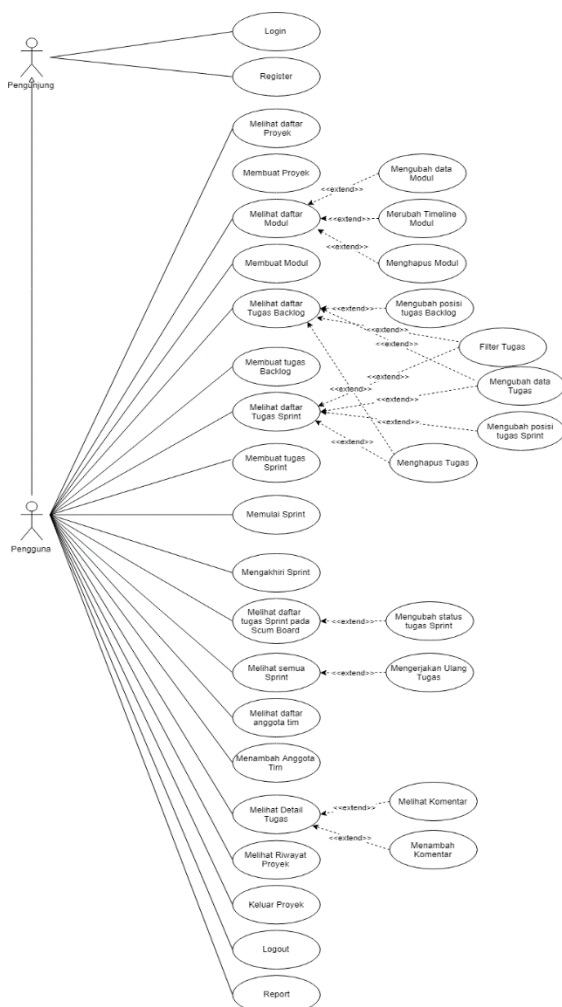 Login
Pengunjung
Register
Melihat daftar
Proyek
Membuat Proyek
Mengubah data
Modul
<<extend>>
Melihat daftar
Modul
<<extend>>
Merubah Timeline
Modul
<<extend>>
Menghapus Modul
Membuat Modul
Melihat daftar
Tugas Backlog
<<extend>>
Mengubah posisi
tugas Backlog
<<extend>>
Filter Tugas
<<extend>>
Membuat tugas
Backlog
<<extend>>
Mengubah data
Tugas
<<extend>>
Melihat daftar
Tugas Sprint
<<extend>>
Mengubah posisi
tugas Sprint
<<extend>>
Membuat tugas
Sprint
Menghapus Tugas
Memulai Sprint
Pengguna
Mengakhiri Sprint
Melihat daftar
tugas Sprint pada
Scum Board
<<extend>>
Mengubah status
tugas Sprint
Melihat semua
Sprint
<<extend>>
Mengerjakan Ulang
Tugas
Melihat daftar
anggota tim
Menambah Anggota
Tim
Melihat Detail
Tugas
<<extend>>
Melihat Komentar
<<extend>>
Menambah
Komentar
Melihat Riwayat
Proyek
Keluar Proyek
Logout
Report